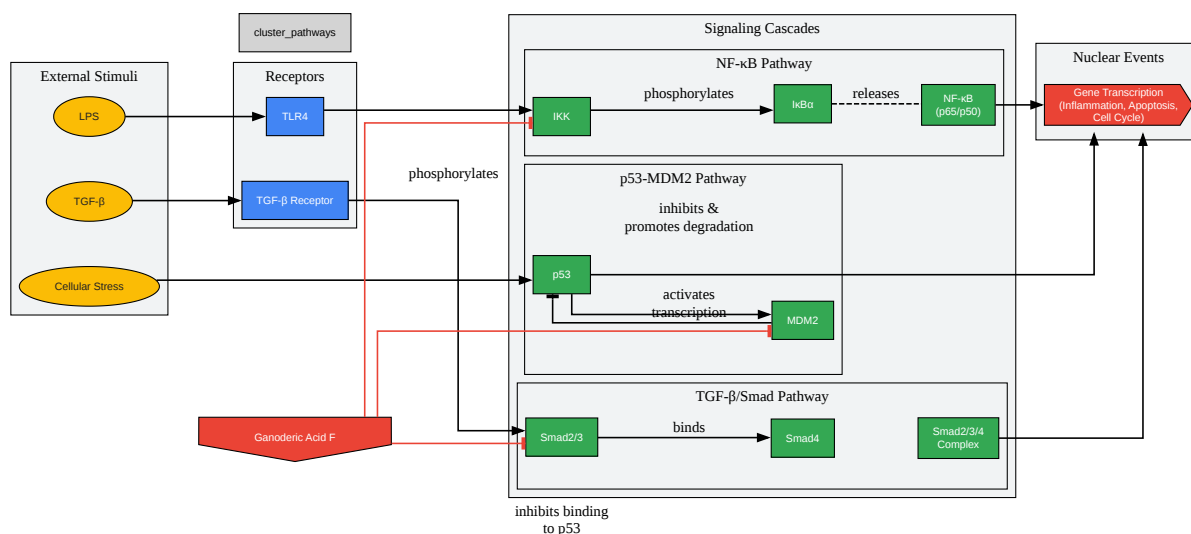 cluster_pathways
External Stimuli
LPS
TGF-β
Cellular Stress
Receptors
TLR4
TGF-β Receptor
phosphorylates
Signaling Cascades
NF-κB Pathway
IKK
phosphorylates
IκBα
releases
NF-κB
(p65/p50)
p53-MDM2 Pathway
inhibits &
promotes degradation
p53
activates
transcription
MDM2
TGF-β/Smad Pathway
Smad2/3
binds
Smad4
Smad2/3/4
Complex
Nuclear Events
Gene Transcription
(Inflammation, Apoptosis,
Cell Cycle)
Ganoderic Acid F
inhibits binding
to p53